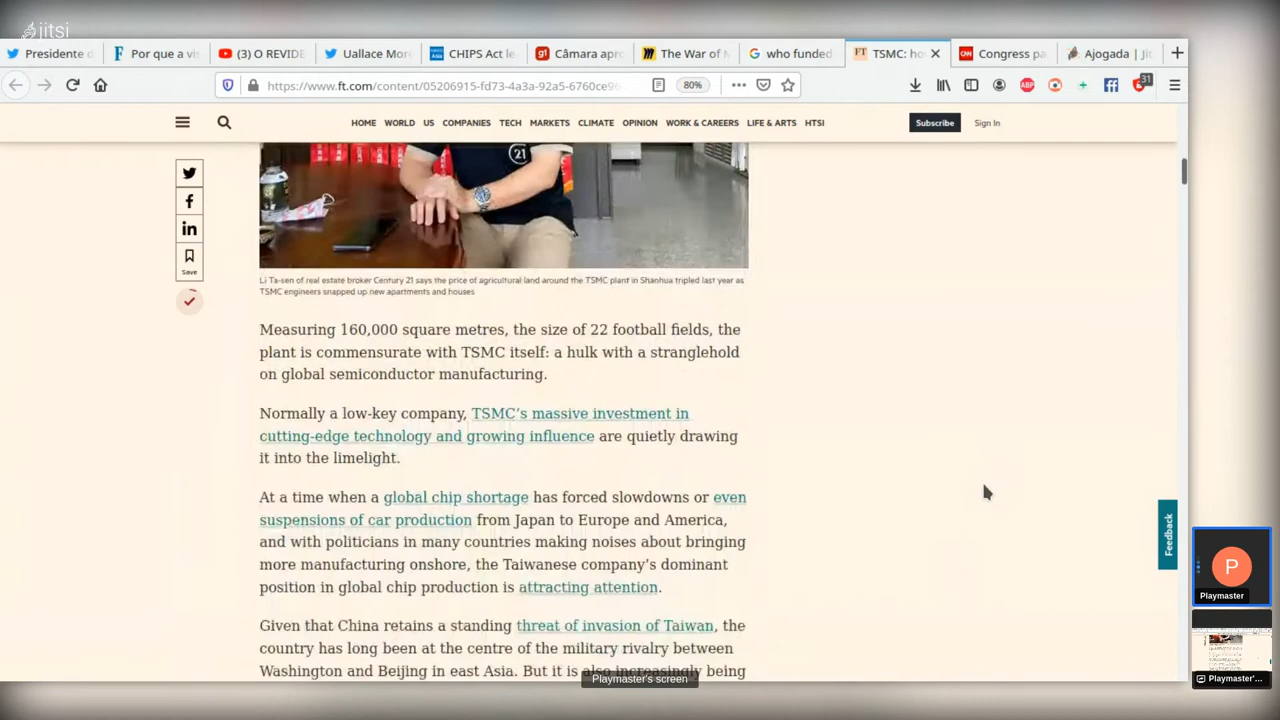 jitsi
Presidente d
Por que a vis
(3) O REVIDE
Uallace Mor
CHIPS Act le
Câmara apro
The War of M
who funded
TSMC: ho
Congress pa
Ajogada | Jit
https://www.ft.com/content/05206915-fd73-4a3a-92a5-6760ce96
80%
31
HOME WORLD US COMPANIES TECH MARKETS CLIMATE OPINION WORK & CAREERS LIFE & ARTS HTSI
Subscribe
Sign In
21
Save
Li Ta-sen of real estate broker Century 21 says the price of agricultural land around the TSMC plant in Shanhua tripled last year as
TSMC engineers snapped up new apartments and houses
Measuring 160,000 square metres, the size of 22 football fields, the
plant is commensurate with TSMC itself: a hulk with a stranglehold
on global semiconductor manufacturing.
Normally a low-key company, TSMC's massive investment in
cutting-edge technology and growing influence are quietly drawing
it into the limelight.
At a time when a global chip shortage has forced slowdowns or even
suspensions of car production from Japan to Europe and America,
and with politicians in many countries making noises about bringing
more manufacturing onshore, the Taiwanese company's dominant
position in global chip production is attracting attention.
Given that China retains a standing threat of invasion of Taiwan, the
country has long been at the centre of the military rivalry between
Washington and Beijing in east Asia. But it is also increasingly being
Feedback
P
Playmaster
Playmaster'...
Playmaster's screen